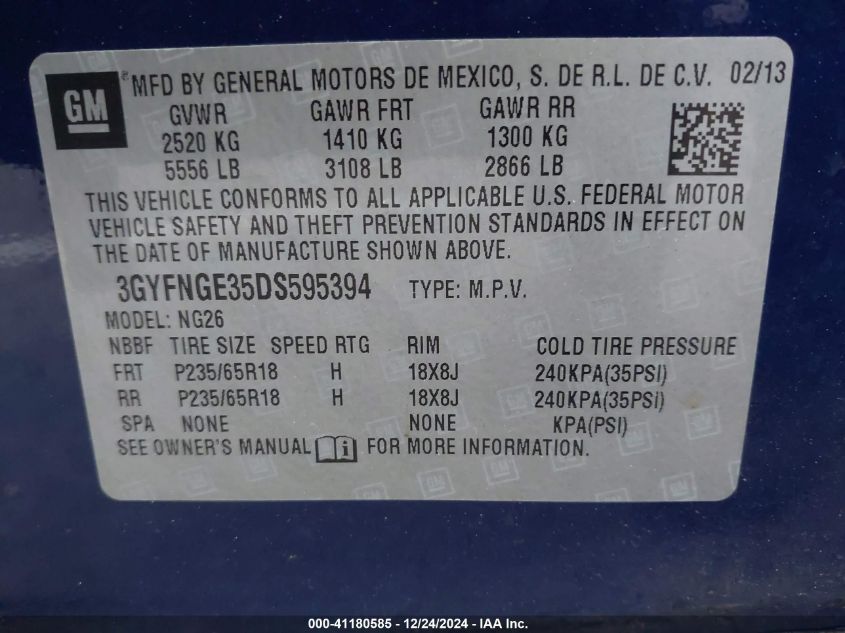 GM ® MFD BY GENERAL MOTORS DE MEXICO, S. DE R.L. DE C.V. 02/13
GVWR GAWR FRT GAWR RR
2520 KG 1410 KG 1300 KG
5556 LB 3108 LB 2866 LB
THIS VEHICLE CONFORMS TO ALL APPLICABLE U.S. FEDERAL MOTOR
VEHICLE SAFETY AND THEFT PREVENTION STANDARDS IN EFFECT ON
THE DATE OF MANUFACTURE SHOWN ABOVE.
3GYFNGE35DS595394 TYPE: M.P.V.
MODEL: NG26
NBBF TIRE SIZE SPEED RTG RIM COLD TIRE PRESSURE
FRT P235/65R18 H 18X8J 240KPA(35PSI)
RR P235/65R18 H 18X8J 240KPA(35PSI)
SPA NONE NONE KPA(PSI)
SEE OWNER'S MANUAL i FOR MORE INFORMATION.
000-41180585 - 12/24/2024 - IAA Inc.